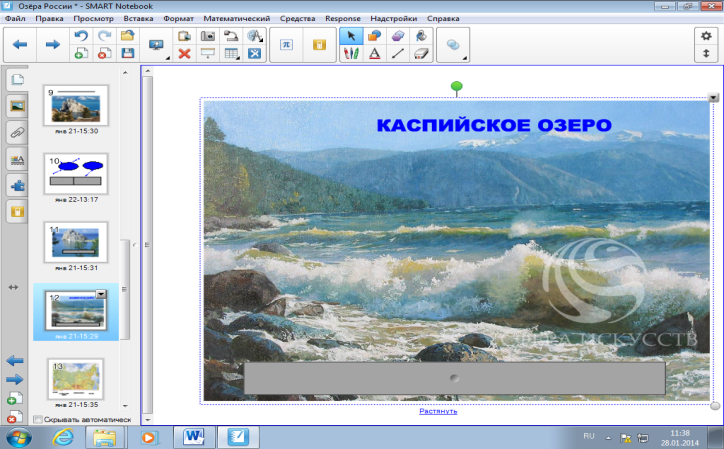 Озёра России * - SMART Notebook
Файл Правка Просмотр Вставка Формат Математический Средства Response Надстройки Справка
9
янв 21-15:30
10
янв 22-13:17
11
янв 21-15:31
12
янв 21-15:29
13
янв 21-15:35
Скрывать автоматическ
КАСПИЙСКОЕ ОЗЕРО
ИСКУССТВ
Растянуть
RU
11:38
28.01.2014